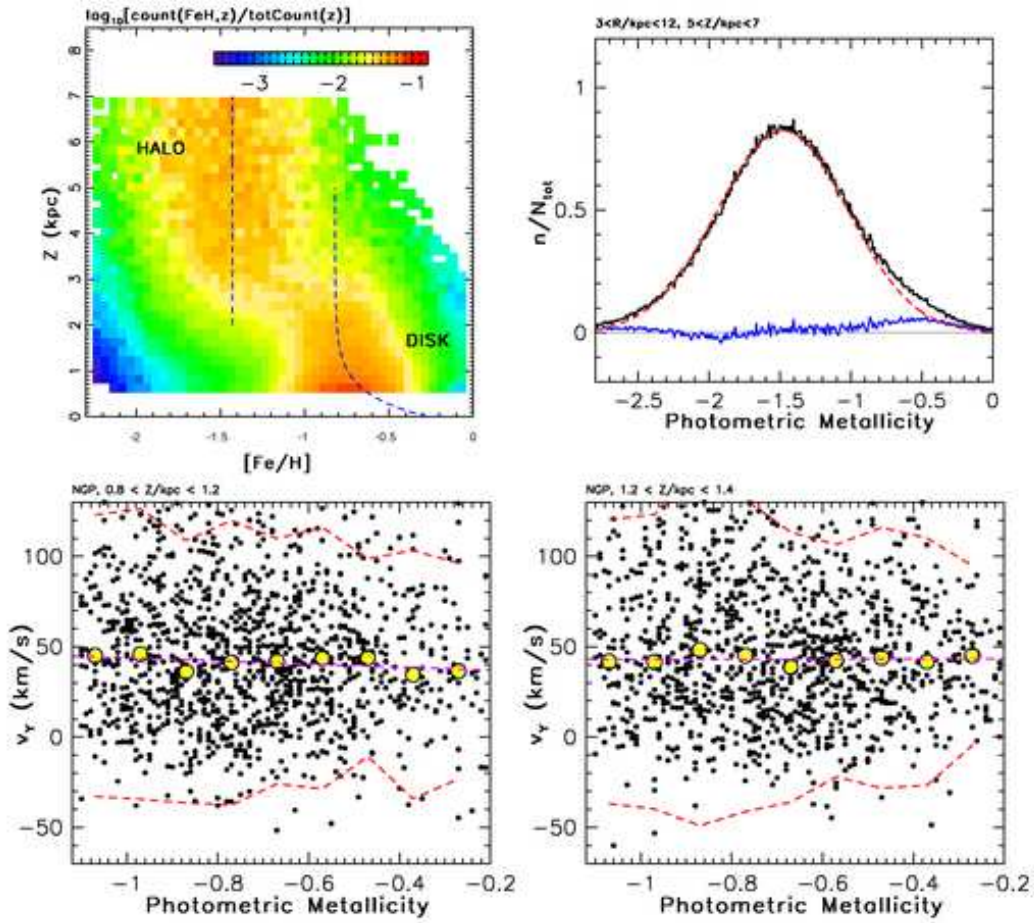 log₁₀[count(FeH,z)/totCount(z)]
8
7
6
5
4
3
2
1
0
Z (kpc)
−3 −2 −1
HALO
DISK
-2 -1.5 -1 -0.5 0
[Fe/H]
3<R/kpc<12, 5<Z/kpc<7
1
0.5
0
n/Nₜₒₜ
−2.5 −2 −1.5 −1 −0.5 0
Photometric Metallicity
NGP, 0.8 < Z/kpc < 1.2
100
50
0
−50
vᵧ (km/s)
−1 −0.8 −0.6 −0.4 −0.2
Photometric Metallicity
NGP, 1.2 < Z/kpc < 1.4
100
50
0
−50
vᵧ (km/s)
−1 −0.8 −0.6 −0.4 −0.2
Photometric Metallicity